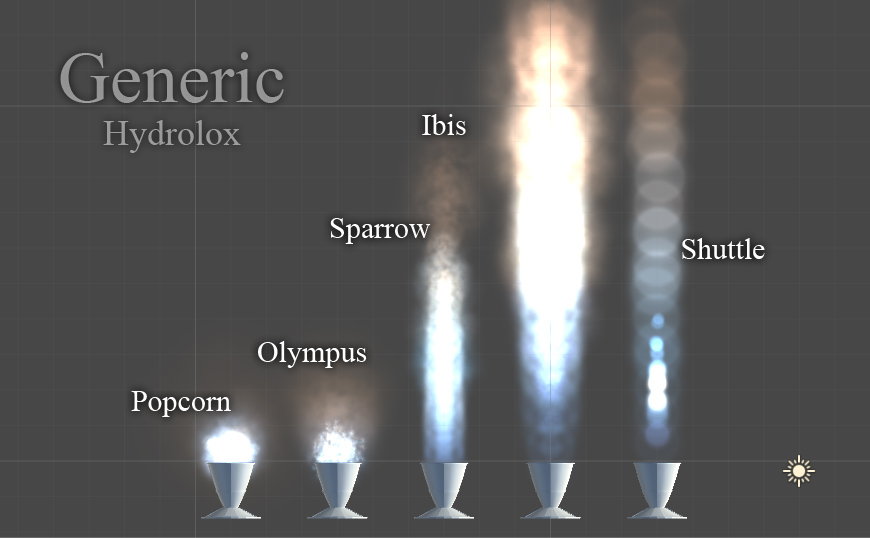 Generic
Hydrolox
Ibis
Sparrow
Shuttle
Olympus
Popcorn